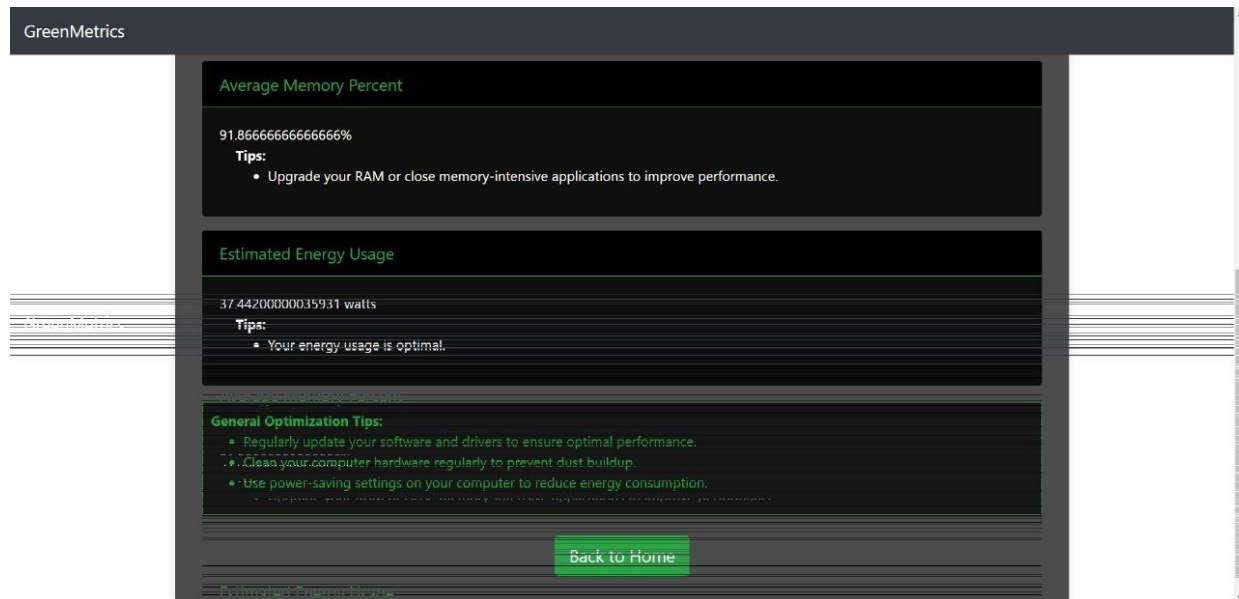 GreenMetrics
Average Memory Percent
91.86666666666666%
Tips:
Upgrade your RAM or close memory-intensive applications to improve performance.
Estimated Energy Usage
37.44200000035931 watts
Tips:
Your energy usage is optimal.
General Optimization Tips:
Regularly update your software and drivers to ensure optimal performance.
Clean your computer hardware regularly to prevent dust buildup.
Use power-saving settings on your computer to reduce energy consumption.
Back to Home
Estimated Energy Usage